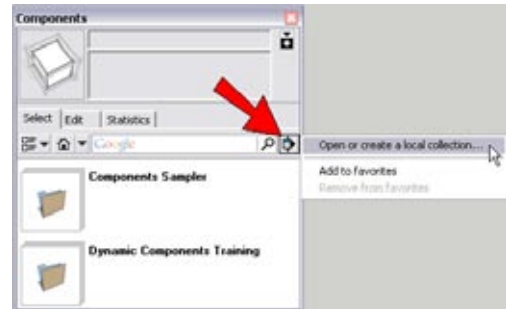 Components
Select Edit Statistics
Google
Open or create a local collection...
Add to favorites
Remove from favorites
Components Sampler
Dynamic Components Training